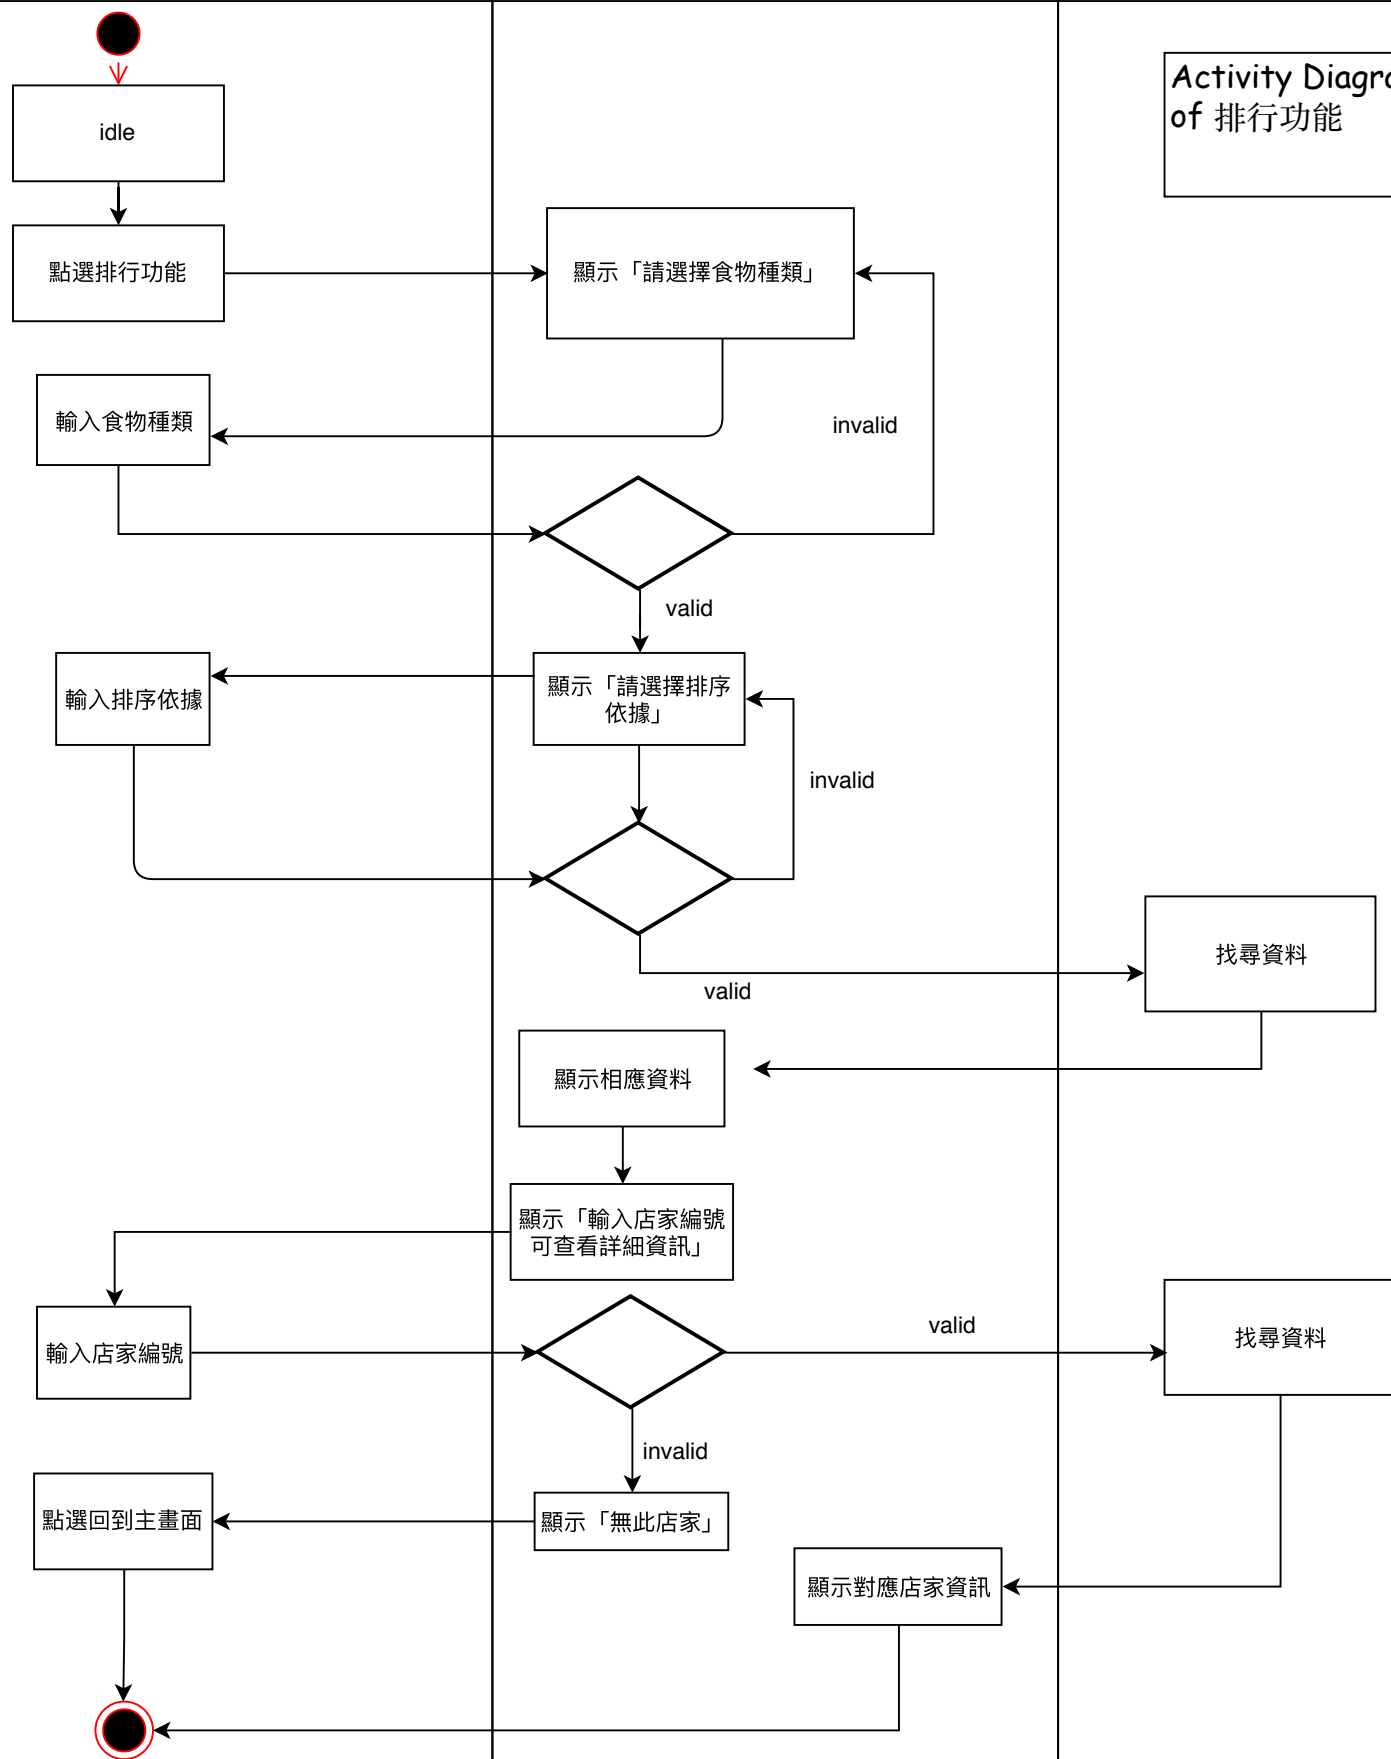 Activity Diagra
of 排行功能
idle
點選排行功能
顯示「請選擇食物種類」
輸入食物種類
invalid
valid
輸入排序依據
顯示「請選擇排序
依據」
invalid
找尋資料
valid
顯示相應資料
顯示「輸入店家編號
可查看詳細資訊」
輸入店家編號
valid
找尋資料
invalid
點選回到主畫面
顯示「無此店家」
顯示對應店家資訊